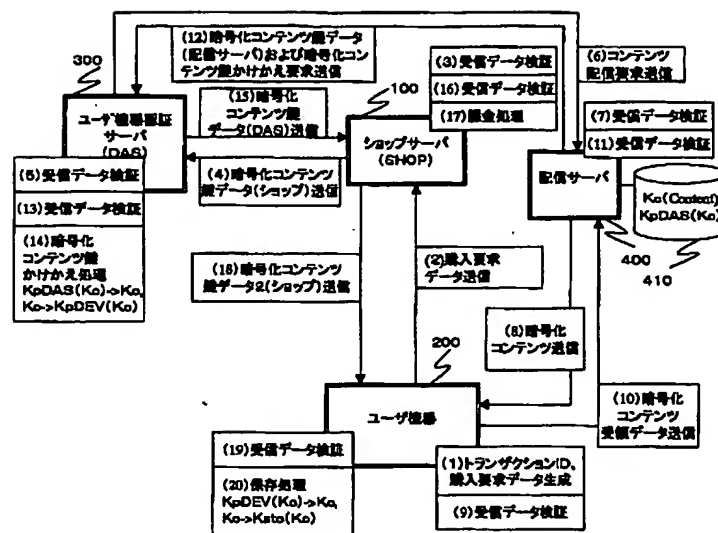 300
(12)暗号化コンテンツ鍵データ
(配信サーバ)および暗号化コン
テンツ鍵かけかえ要求送信
(3)受信データ検証
(16)受信データ検証
(17)課金処理
(6)コンテンツ
配信要求送信
(15)暗号化
コンテンツ鍵
データ(DAS)送信
100
(7)受信データ検証
(11)受信データ検証
ユーザ機器認証
サーバ
(DAS)
ショップサーバ
(SHOP)
(5)受信データ検証
(13)受信データ検証
(14)暗号化
コンテンツ鍵
かけかえ処理
KpDAS(Kc)->Kc,
Kc->KpDEV(Kc)
(4)暗号化コンテンツ
鍵データ(ショップ)送信
配信サーバ
Kc(Content)
KpDAS(Kc)
400
410
(18)暗号化コンテンツ
鍵データ2(ショップ)送信
(2)購入要求
データ送信
(8)暗号化
コンテンツ送信
200
(10)暗号化
コンテンツ
受領データ送信
ユーザ機器
(19)受信データ検証
(20)保存処理
KpDEV(Kc)->Kc,
Kc->Ksto(Kc)
(1)トランザクションID、
購入要求データ生成
(9)受信データ検証